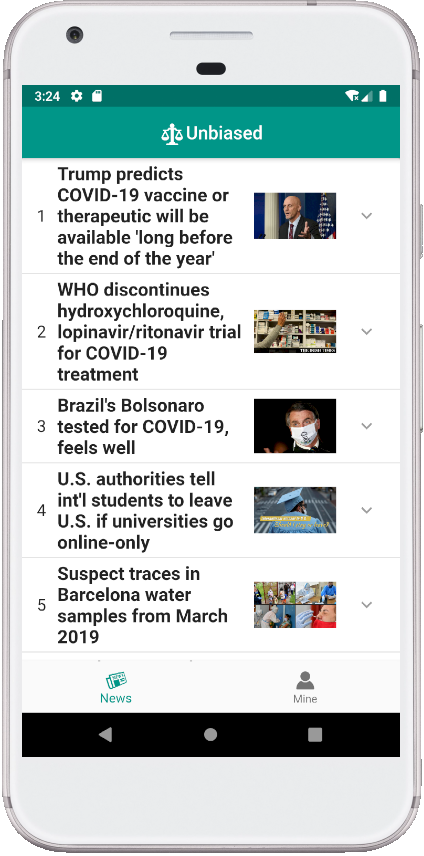 3:24
Unbiased
1
Trump predicts
COVID-19 vaccine or
therapeutic will be
available 'long before
the end of the year'
2
WHO discontinues
hydroxychloroquine,
lopinavir/ritonavir trial
for COVID-19
treatment
THE IRISH TIMES
3
Brazil's Bolsonaro
tested for COVID-19,
feels well
4
U.S. authorities tell
int'l students to leave
U.S. if universities go
online-only
5
Suspect traces in
Barcelona water
samples from March
2019
News
Mine